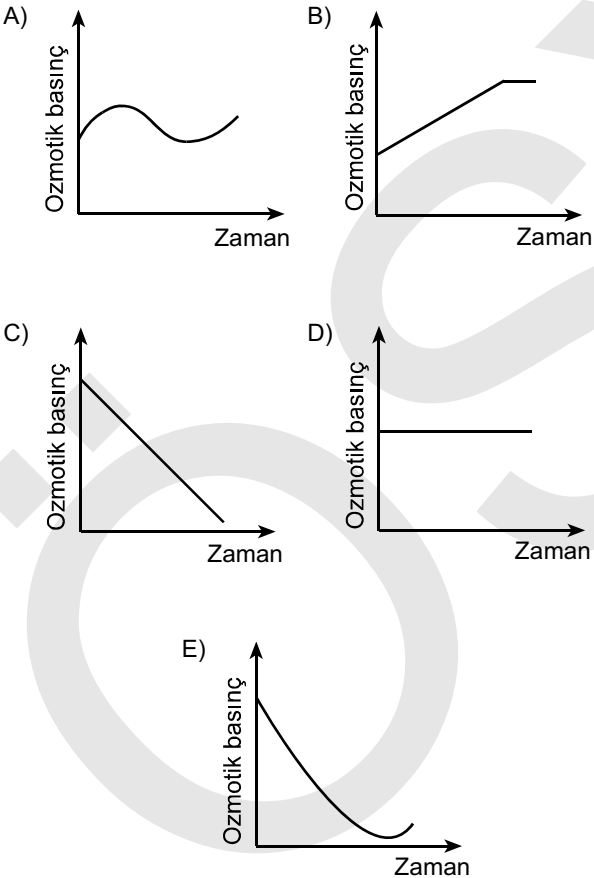 A)
Ozmotik basınç
Zaman
B)
Ozmotik basınç
Zaman
C)
Ozmotik basınç
Zaman
D)
Ozmotik basınç
Zaman
E)
Ozmotik basınç
Zaman